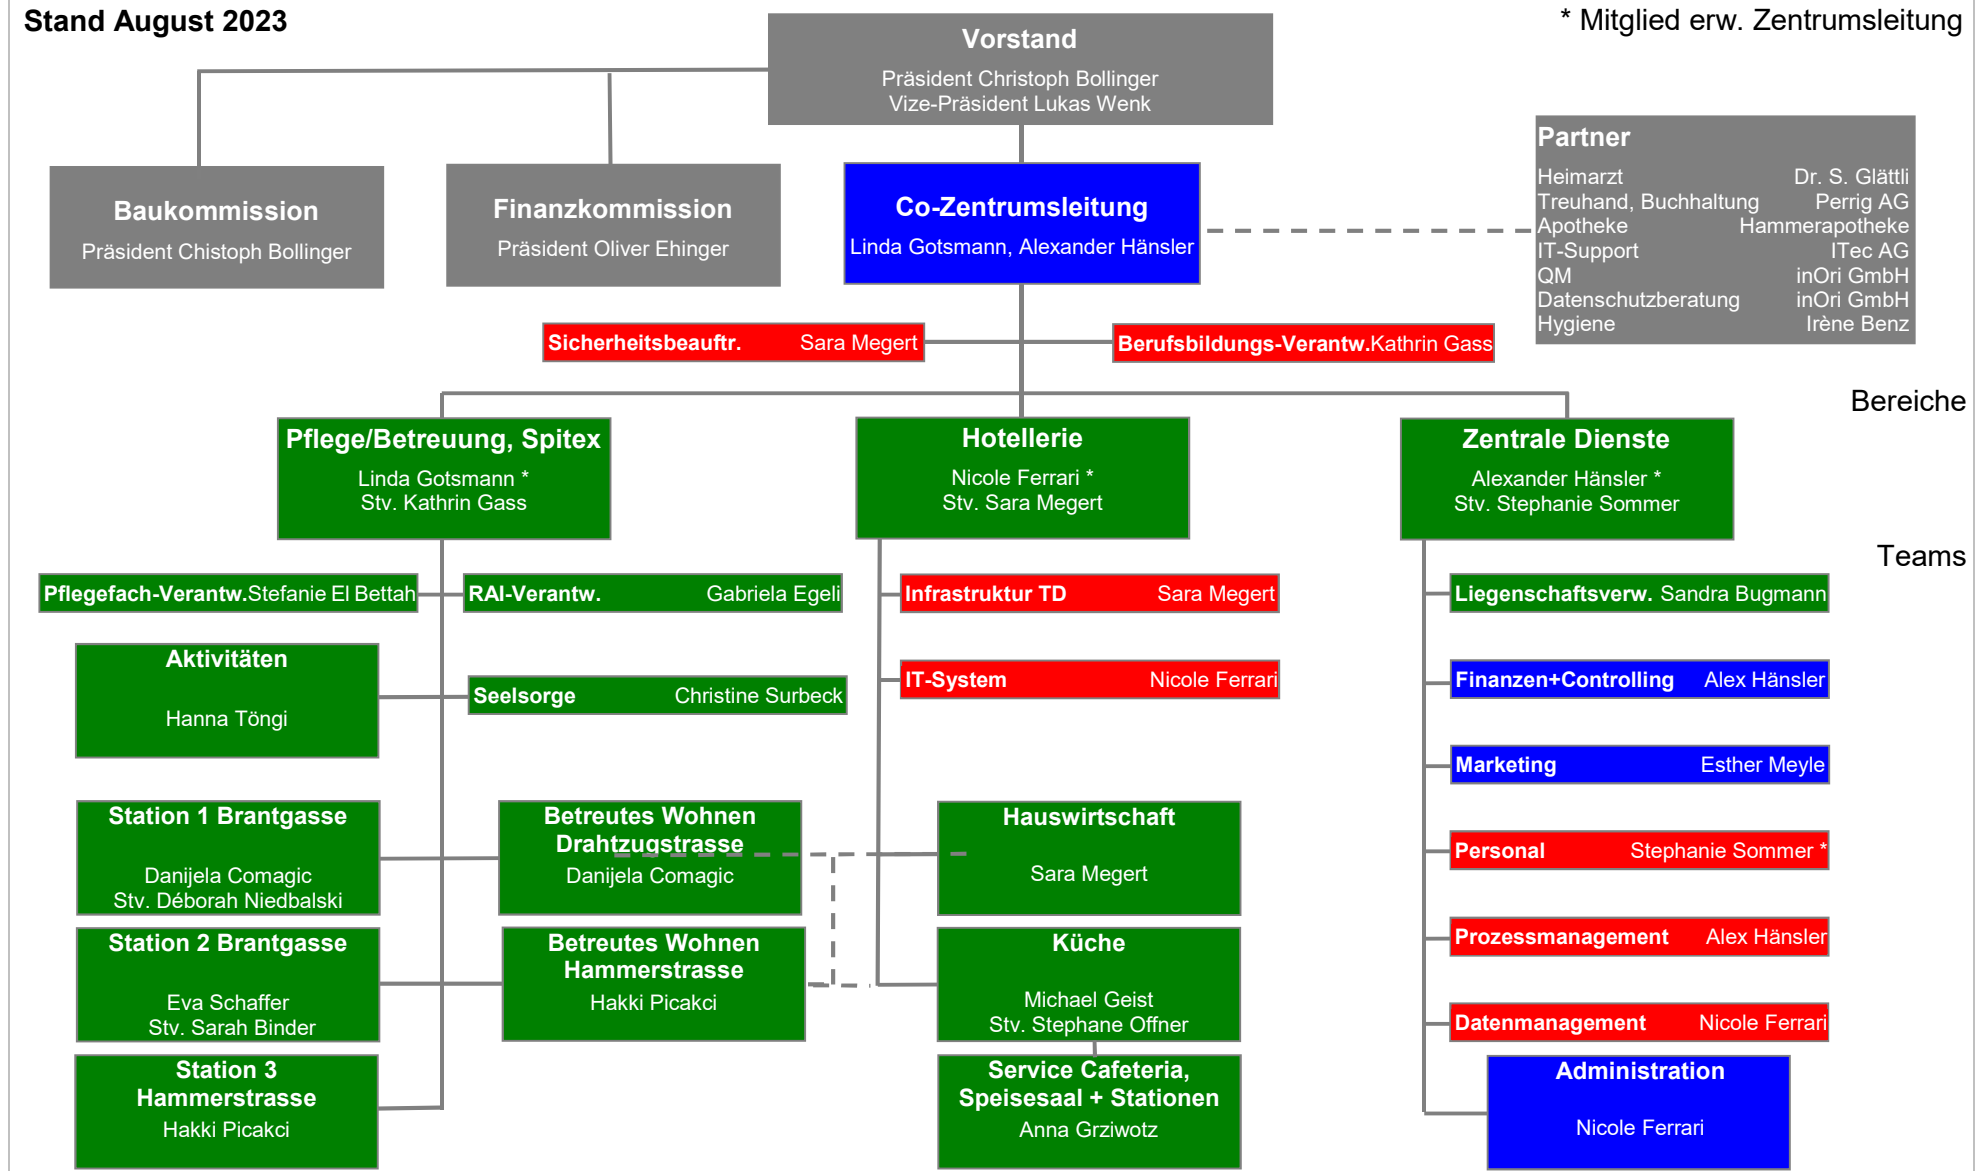 Stand August 2023
* Mitglied erw. Zentrumsleitung
Vorstand
Präsident Christoph Bollinger
Vize-Präsident Lukas Wenk
Baukommission
Präsident Chistoph Bollinger
Finanzkommission
Präsident Oliver Ehinger
Co-Zentrumsleitung
Linda Gotsmann, Alexander Hänsler
Partner
Heimarzt Dr. S. Glättli
Treuhand, Buchhaltung Perrig AG
Apotheke Hammerapotheke
IT-Support ITec AG
QM inOri GmbH
Datenschutzberatung inOri GmbH
Hygiene Irène Benz
Sicherheitsbeauftr. Sara Megert
Berufsbildungs-Verantw. Kathrin Gass
Bereiche
Pflege/Betreuung, Spitex
Linda Gotsmann *
Stv. Kathrin Gass
Hotellerie
Nicole Ferrari *
Stv. Sara Megert
Zentrale Dienste
Alexander Hänsler *
Stv. Stephanie Sommer
Teams
Pflegefach-Verantw. Stefanie El Bettah
RAI-Verantw. Gabriela Egeli
Infrastruktur TD Sara Megert
Liegenschaftsverw. Sandra Bugmann
Aktivitäten
Hanna Töngi
Seelsorge Christine Surbeck
IT-System Nicole Ferrari
Finanzen+Controlling Alex Hänsler
Marketing Esther Meyle
Station 1 Brantgasse
Danijela Comagic
Stv. Déborah Niedbalski
Betreutes Wohnen
Drahtzugstrasse
Danijela Comagic
Hauswirtschaft
Sara Megert
Personal Stephanie Sommer *
Station 2 Brantgasse
Eva Schaffer
Stv. Sarah Binder
Betreutes Wohnen
Hammerstrasse
Hakki Picakci
Küche
Michael Geist
Stv. Stephane Offner
Prozessmanagement Alex Hänsler
Datenmanagement Nicole Ferrari
Station 3
Hammerstrasse
Hakki Picakci
Service Cafeteria,
Speisesaal + Stationen
Anna Grziwotz
Administration
Nicole Ferrari